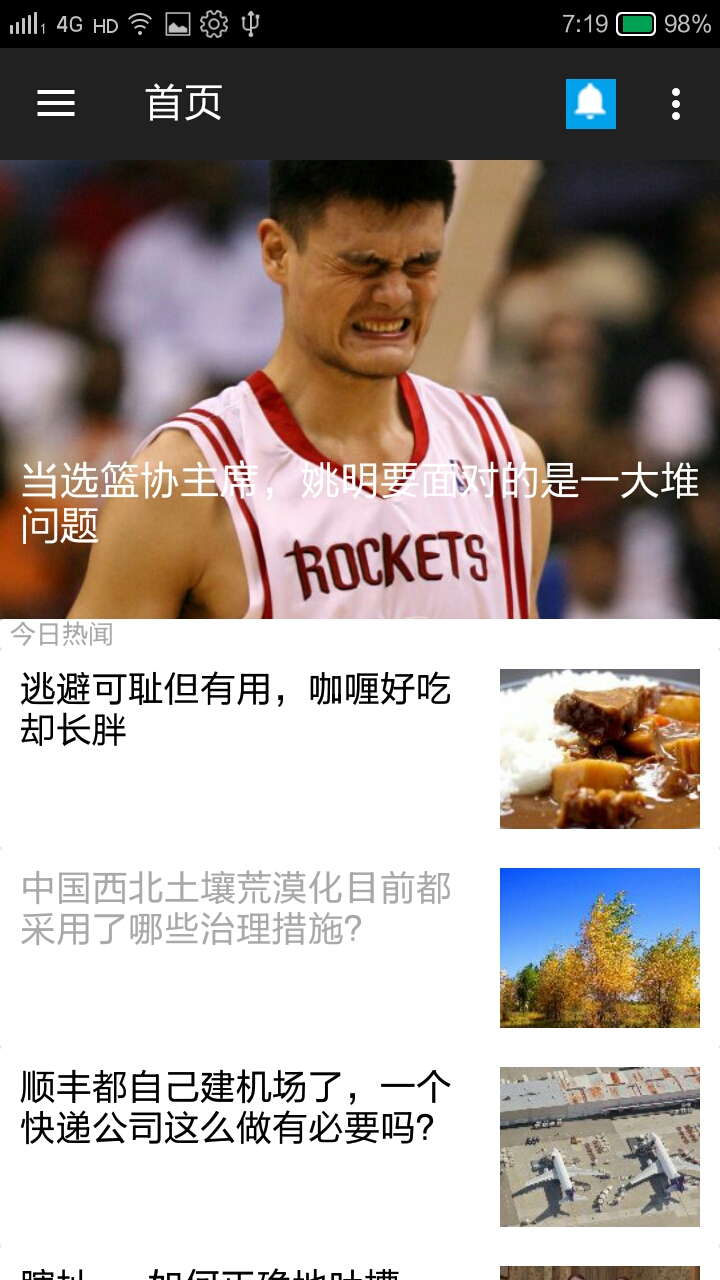 4G HD 7:19 98%
首页
当选篮协主席，姚明要面对的是一大堆
问题
ROCKETS
今日热闻
逃避可耻但有用，咖喱好吃
却长胖
中国西北土壤荒漠化目前都
采用了哪些治理措施？
顺丰都自己建机场了，一个
快递公司这么做有必要吗？